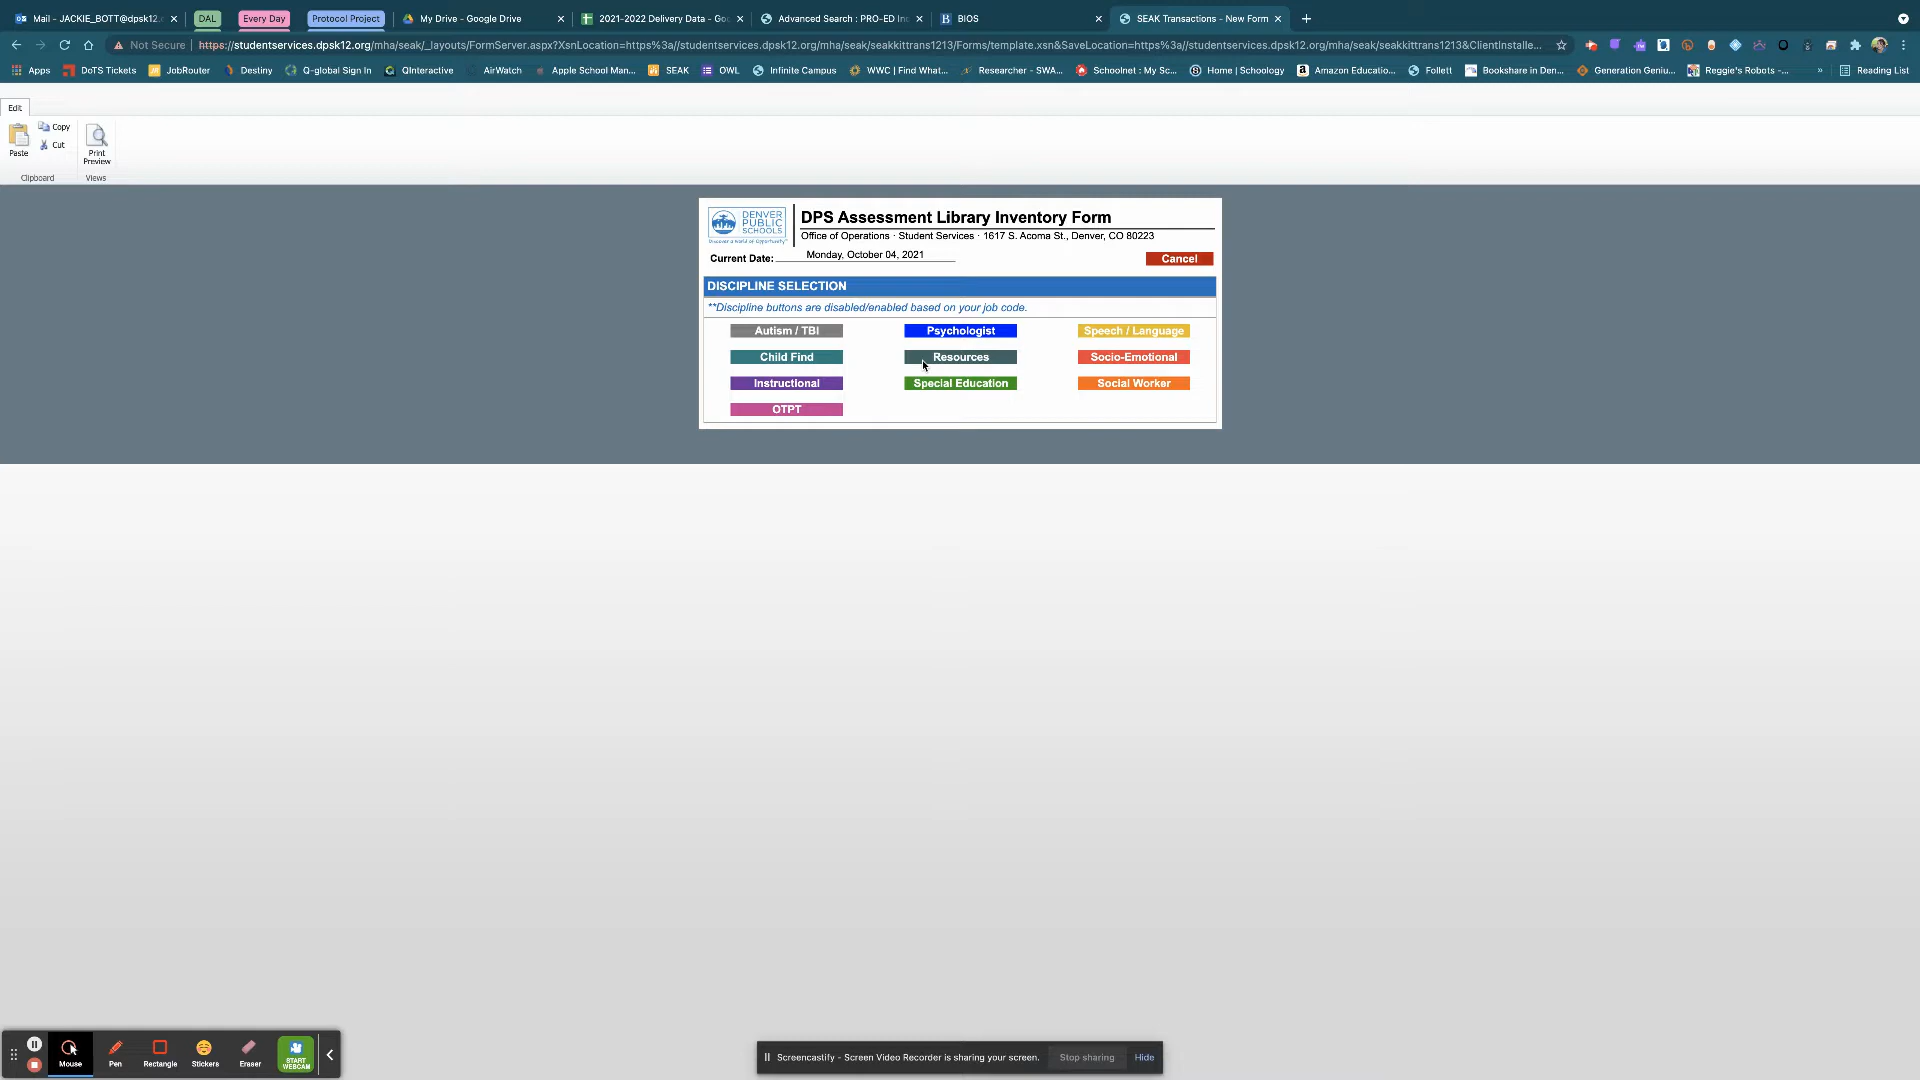 Mail - JACKIE_BOTT@dpsk12.
DAL
Every Day
Protocol Project
My Drive - Google Drive
2021-2022 Delivery Data - Go
Advanced Search : PRO-ED In
BIOS
SEAK Transactions - New Form
Not Secure
https://studentservices.dpsk12.org/mha/seak/_layouts/FormServer.aspx?XsnLocation=https%3a//studentservices.dpsk12.org/mha/seak/seakkittrans1213/Forms/template.xsn&SaveLocation=https%3a//studentservices.dpsk12.org/mha/seak/seakkittrans1213&ClientInstalle...
Apps
DoTS Tickets
JobRouter
Destiny
Q-global Sign In
QInteractive
AirWatch
Apple School Man...
SEAK
OWL
Infinite Campus
WWC | Find What...
Researcher - SWA...
Schoolnet : My Sc...
Home | Schoology
Amazon Educatio...
Follett
Bookshare in Den...
Generation Geniu...
Reggie's Robots -...
»
Reading List
Edit
Paste
Copy
Cut
Print Preview
Clipboard
Views
DENVER PUBLIC SCHOOLS
Discover a World of Opportunity
DPS Assessment Library Inventory Form
Office of Operations · Student Services · 1617 S. Acoma St., Denver, CO 80223
Current Date: Monday, October 04, 2021
Cancel
DISCIPLINE SELECTION
**Discipline buttons are disabled/enabled based on your job code.
Autism / TBI
Psychologist
Speech / Language
Child Find
Resources
Socio-Emotional
Instructional
Special Education
Social Worker
OTPT
Mouse
Pen
Rectangle
Stickers
Eraser
START WEBCAM
Screencastify - Screen Video Recorder is sharing your screen.
Stop sharing
Hide